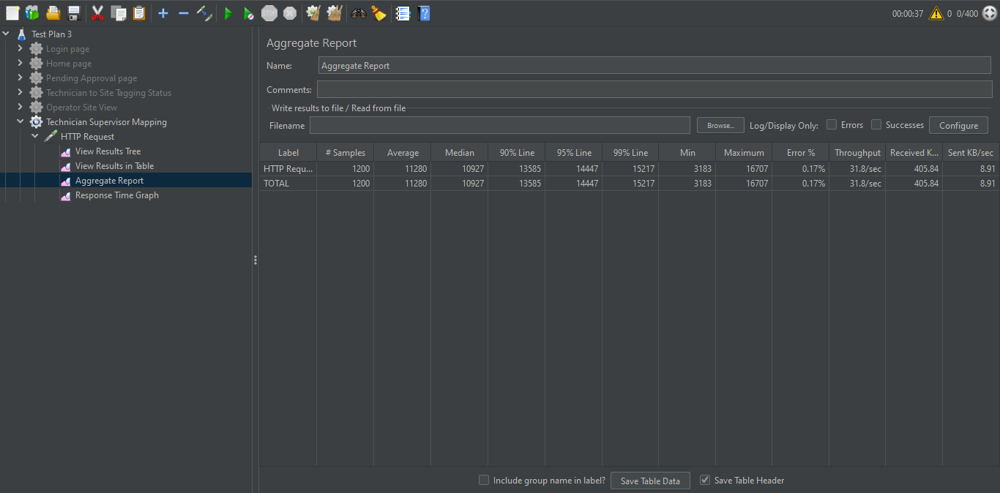 00:00:37 0 0/400
Test Plan 3
Login page
Home page
Pending Approval page
Technician to Site Tagging Status
Operator Site View
Technician Supervisor Mapping
HTTP Request
View Results Tree
View Results in Table
Aggregate Report
Response Time Graph
Aggregate Report
Name: Aggregate Report
Comments:
Write results to file / Read from file
Filename Browse... Log/Display Only: Errors Successes Configure
Label # Samples Average Median 90% Line 95% Line 99% Line Min Maximum Error % Throughput Received K... Sent KB/sec
HTTP Requ... 1200 11280 10927 13585 14447 15217 3183 16707 0.17% 31.8/sec 405.84 8.91
TOTAL 1200 11280 10927 13585 14447 15217 3183 16707 0.17% 31.8/sec 405.84 8.91
Include group name in label? Save Table Data Save Table Header